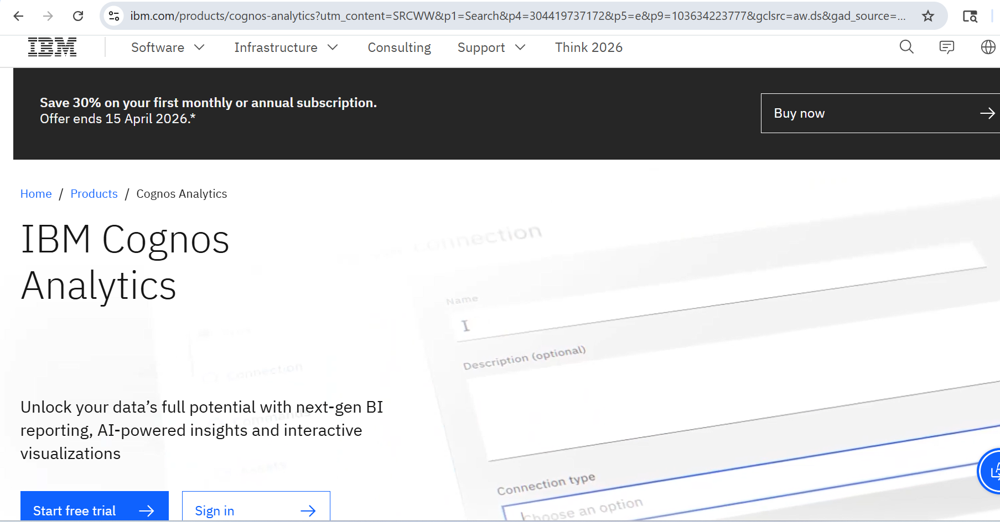 ibm.com/products/cognos-analytics?utm_content=SRCWW&p1=Search&p4=304419737172&p5=e&p9=103634223777&gclsrc=aw.ds&gad_source=...
IBM Software Infrastructure Consulting Support Think 2026
Save 30% on your first monthly or annual subscription.
Offer ends 15 April 2026.*
Buy now
Home / Products / Cognos Analytics
IBM Cognos
Analytics
connection
Name
Description (optional)
Connection
Unlock your data’s full potential with next-gen BI
reporting, AI-powered insights and interactive
visualizations
Commands
Connection type
Choose an option
Start free trial
Sign in